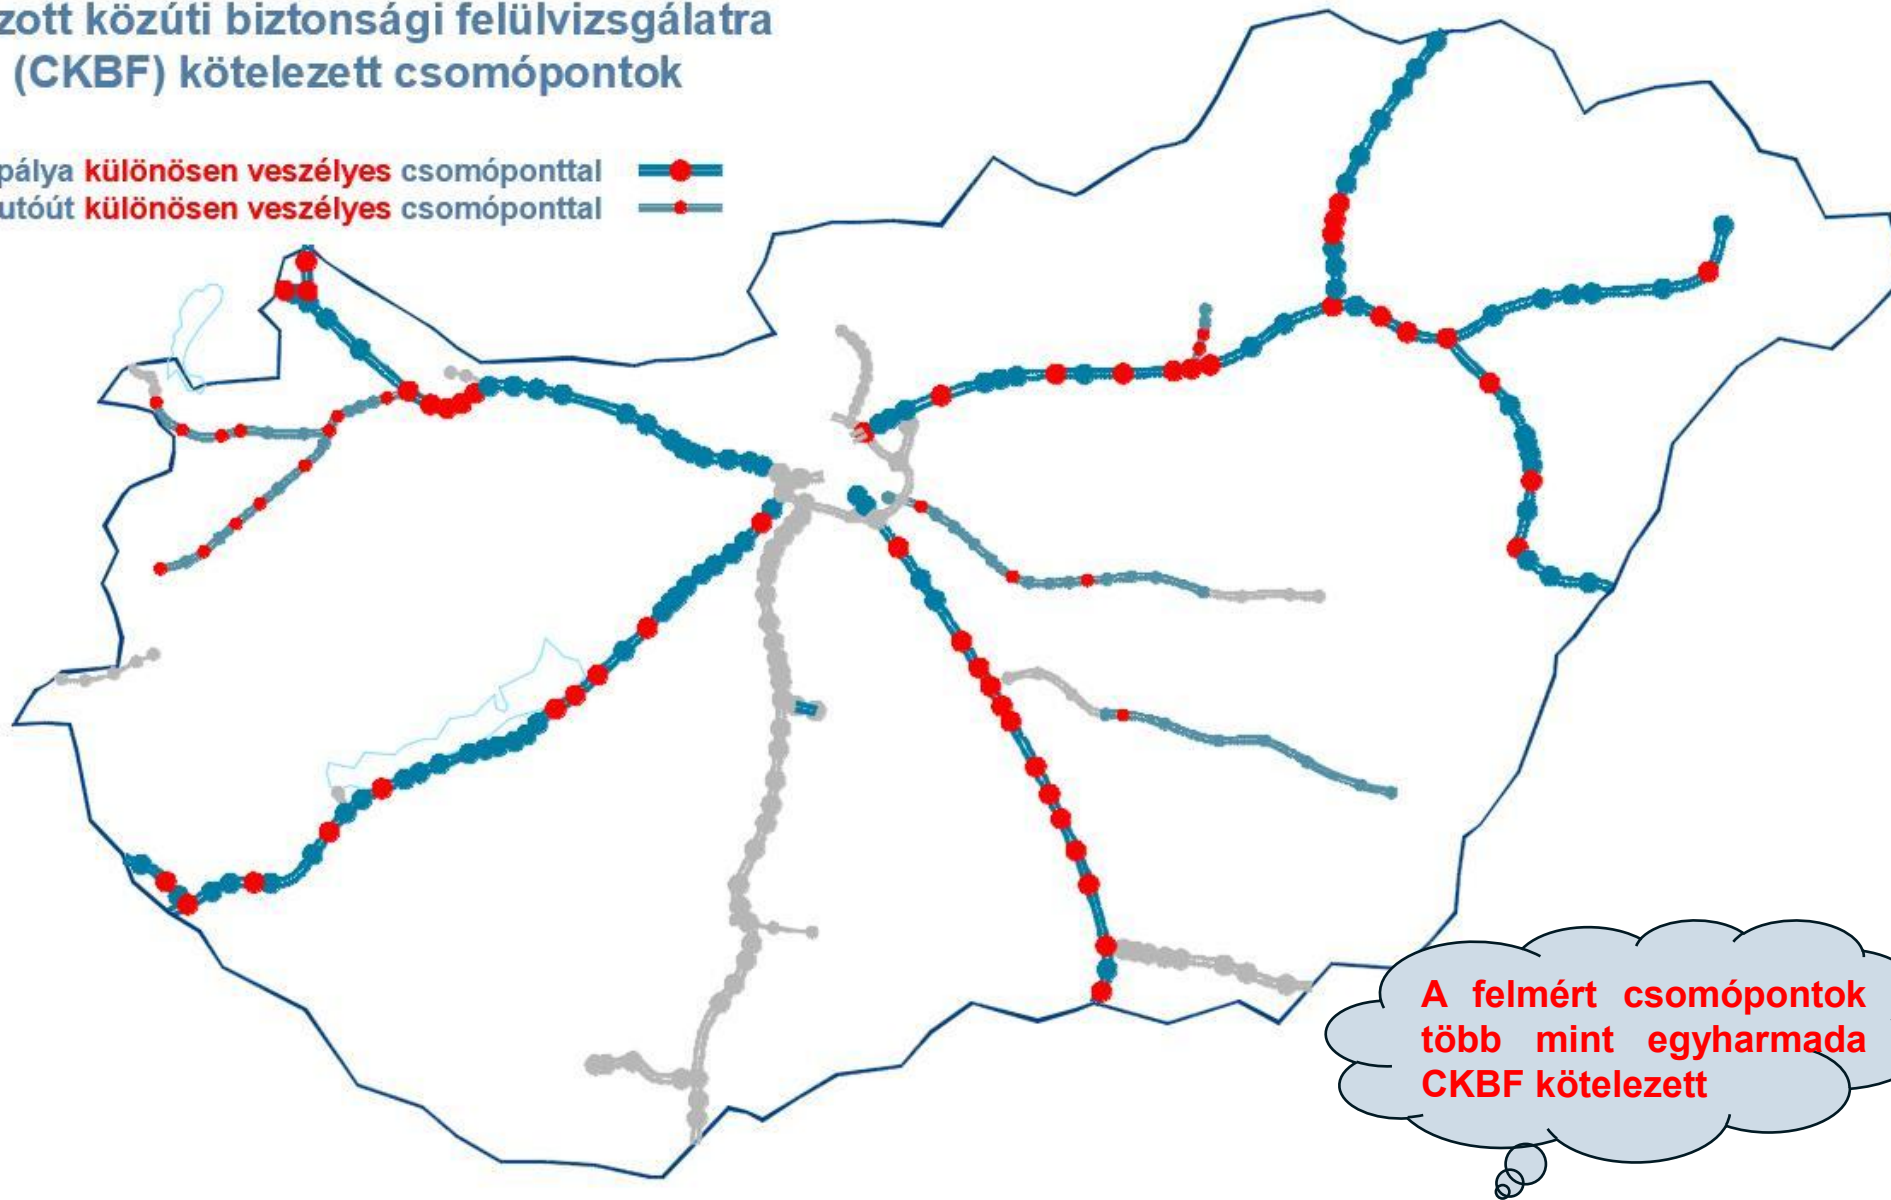 zott közúti biztonsági felülvizsgálatra
(CKBF) kötelezett csomópontok
pálya különösen veszélyes csomóponttal
utóút különösen veszélyes csomóponttal
A felmért csomópontok
több mint egyharmada
CKBF kötelezett